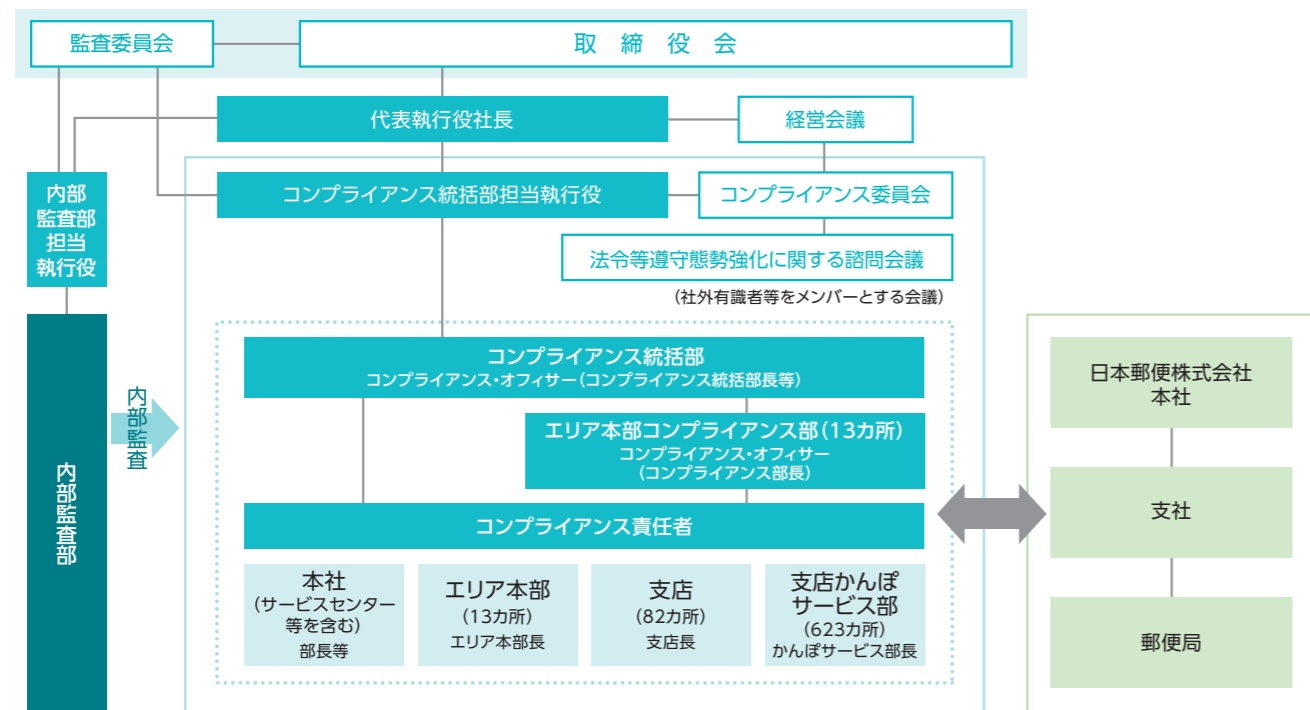 監査委員会
取締役会
代表執行役社長
経営会議
内部
監査部
担当
執行役
コンプライアンス統括部担当執行役
コンプライアンス委員会
法令等遵守態勢強化に関する諮問会議
（社外有識者等をメンバーとする会議）
内部監査部
内部監査
コンプライアンス統括部
コンプライアンス・オフィサー（コンプライアンス統括部長等）
エリア本部コンプライアンス部（13カ所）
コンプライアンス・オフィサー
（コンプライアンス部長）
コンプライアンス責任者
本社
（サービスセンター
等を含む）
部長等
エリア本部
（13カ所）
エリア本部長
支店
（82カ所）
支店長
支店かんぽ
サービス部
（623カ所）
かんぽサービス部長
日本郵便株式会社
本社
支社
郵便局